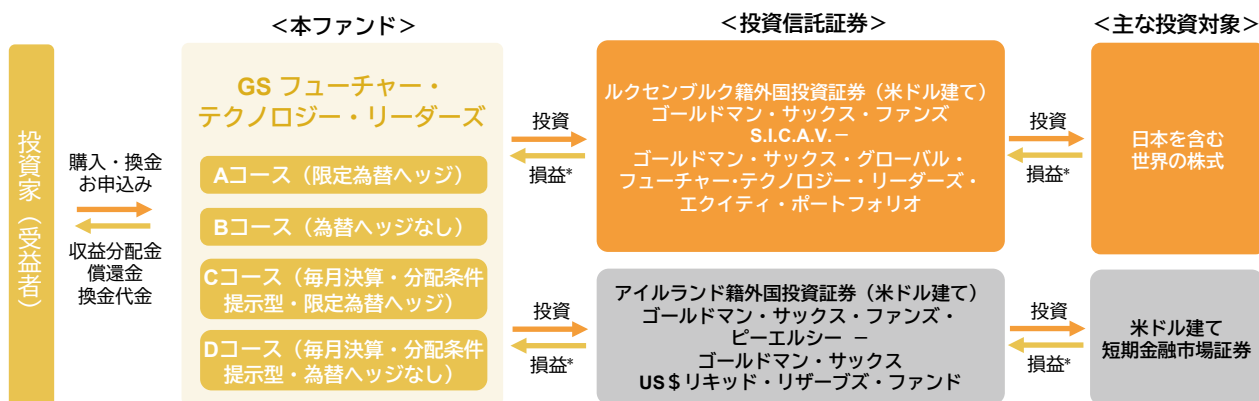 ＜本ファンド＞
＜投資信託証券＞
＜主な投資対象＞
投資家（受益者）
購入・換金
お申込み
収益分配金
償還金
換金代金
GS フューチャー・
テクノロジー・リーダーズ
Aコース（限定為替ヘッジ）
Bコース（為替ヘッジなし）
Cコース（毎月決算・分配条件
提示型・限定為替ヘッジ）
Dコース（毎月決算・分配条件
提示型・為替ヘッジなし）
投資
損益*
ルクセンブルク籍外国投資証券（米ドル建て）
ゴールドマン・サックス・ファンズ
S.I.C.A.V.－
ゴールドマン・サックス・グローバル・
フューチャー・テクノロジー・リーダーズ・
エクイティ・ポートフォリオ
投資
損益*
日本を含む
世界の株式
投資
損益*
アイルランド籍外国投資証券（米ドル建て）
ゴールドマン・サックス・ファンズ・
ピーエルシー －
ゴールドマン・サックス
US＄リキッド・リザーブズ・ファンド
投資
損益*
米ドル建て
短期金融市場証券